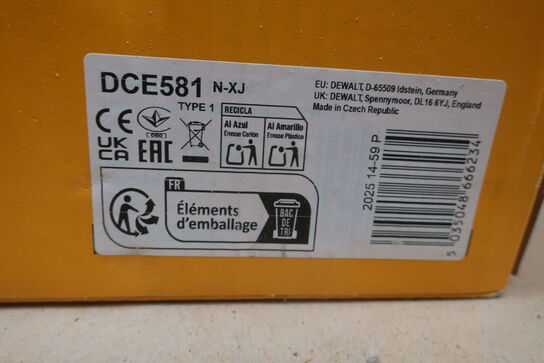 DCE581 N-XJ
TYPE 1
EU: DEWALT, D-65509 Idstein, Germany
UK: DEWALT, Spennymoor, DL16 6YJ, England
Made in Czech Republic
CE
UK
CA
EAC
RECICLA
Al Azul
Envase Cartón
Al Amarillo
Envase Plástico
FR
Éléments
d'emballage
BAC
DE
TRI
2025 14-59 P
5 035048 666234